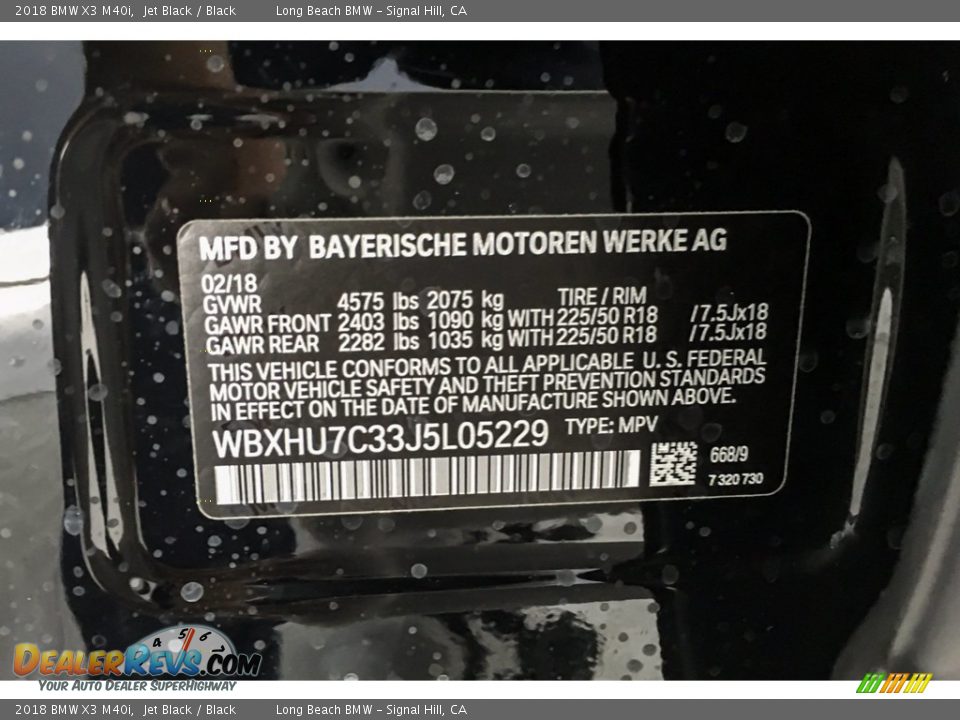 2018 BMW X3 M40i, Jet Black / Black Long Beach BMW - Signal Hill, CA
MFD BY BAYERISCHE MOTOREN WERKE AG
02/18
GVWR 4575 lbs 2075 kg TIRE / RIM
GAWR FRONT 2403 lbs 1090 kg WITH 225/50 R18 /7.5Jx18
GAWR REAR 2282 lbs 1035 kg WITH 225/50 R18 /7.5Jx18
THIS VEHICLE CONFORMS TO ALL APPLICABLE U. S. FEDERAL
MOTOR VEHICLE SAFETY AND THEFT PREVENTION STANDARDS
IN EFFECT ON THE DATE OF MANUFACTURE SHOWN ABOVE.
WBXHU7C33J5L05229 TYPE: MPV
668/9
7 320 730
4 5 6
DEALERREVS.COM
YOUR AUTO DEALER SUPERHIGHWAY
2018 BMW X3 M40i, Jet Black / Black Long Beach BMW - Signal Hill, CA